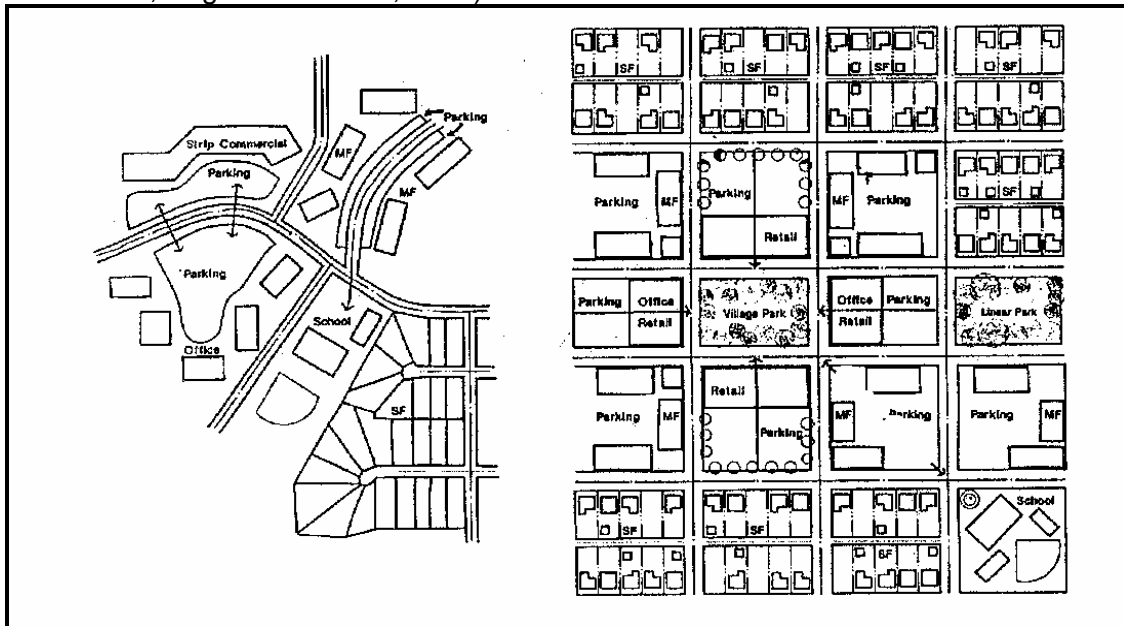 Parking
Strip Commercial
MF
Parking
MF
Parking
School
Office
SF
SF
SF
SF
SF
Parking
MF
Parking
MF
Parking
SF
Retail
Parking
Office
Retail
Village Park
Office
Parking
Retail
Linear Park
Parking
MF
Retail
Parking
MF
Parking
MF
SF
SF
School
SF